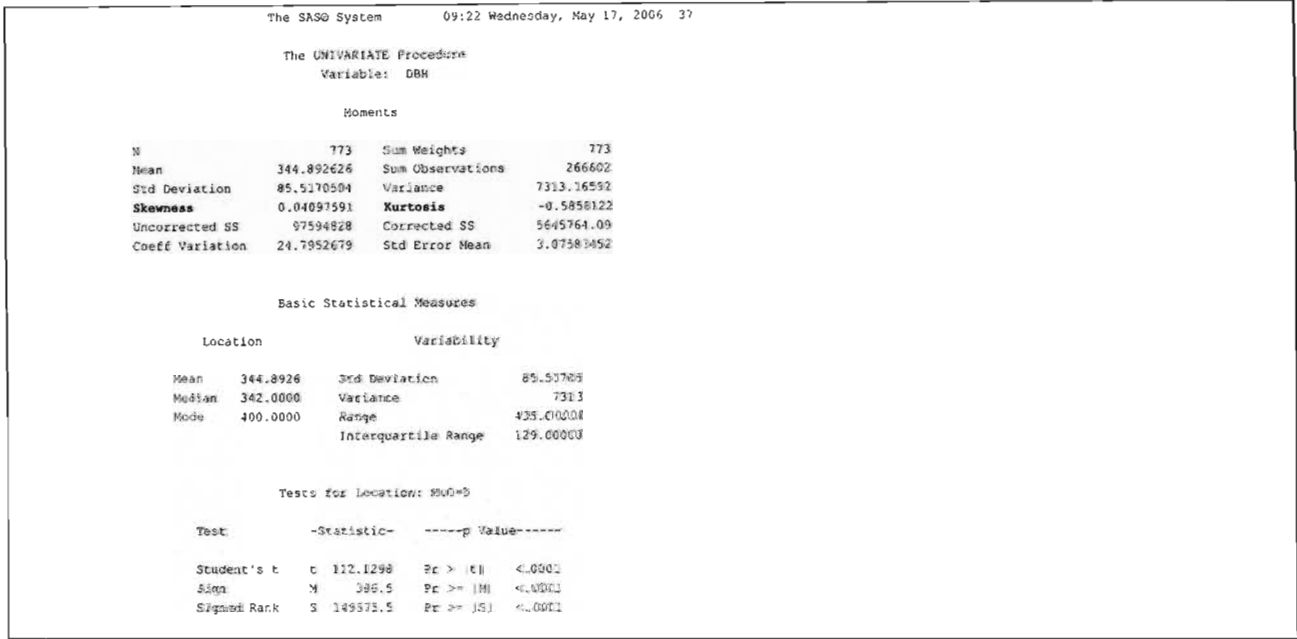 The SAS® System 09:22 Wednesday, May 17, 2006 37
The UNIVARIATE Procedure
Variable: DBH
Moments
N 773 Sum Weights 773
Mean 344.892626 Sum Observations 266602
Std Deviation 85.5170504 Variance 7313.16592
Skewness 0.04097591 Kurtosis -0.5858122
Uncorrected SS 97594828 Corrected SS 5645764.09
Coeff Variation 24.7952679 Std Error Mean 3.07583452
Basic Statistical Measures
Location Variability
Mean 344.8926 Std Deviation
Median 342.0000 Variance 7313
Mode 400.0000 Range
Interquartile Range 129.00000
Tests for Location: Mu0=
Test -Statistic- -----p Value------
Student's t t 112.1298 Pr > |t| <.0001
Sign M 386.5 Pr >= |M| <.0001
Signed Rank S 149575.5 Pr >= |S| <.0001